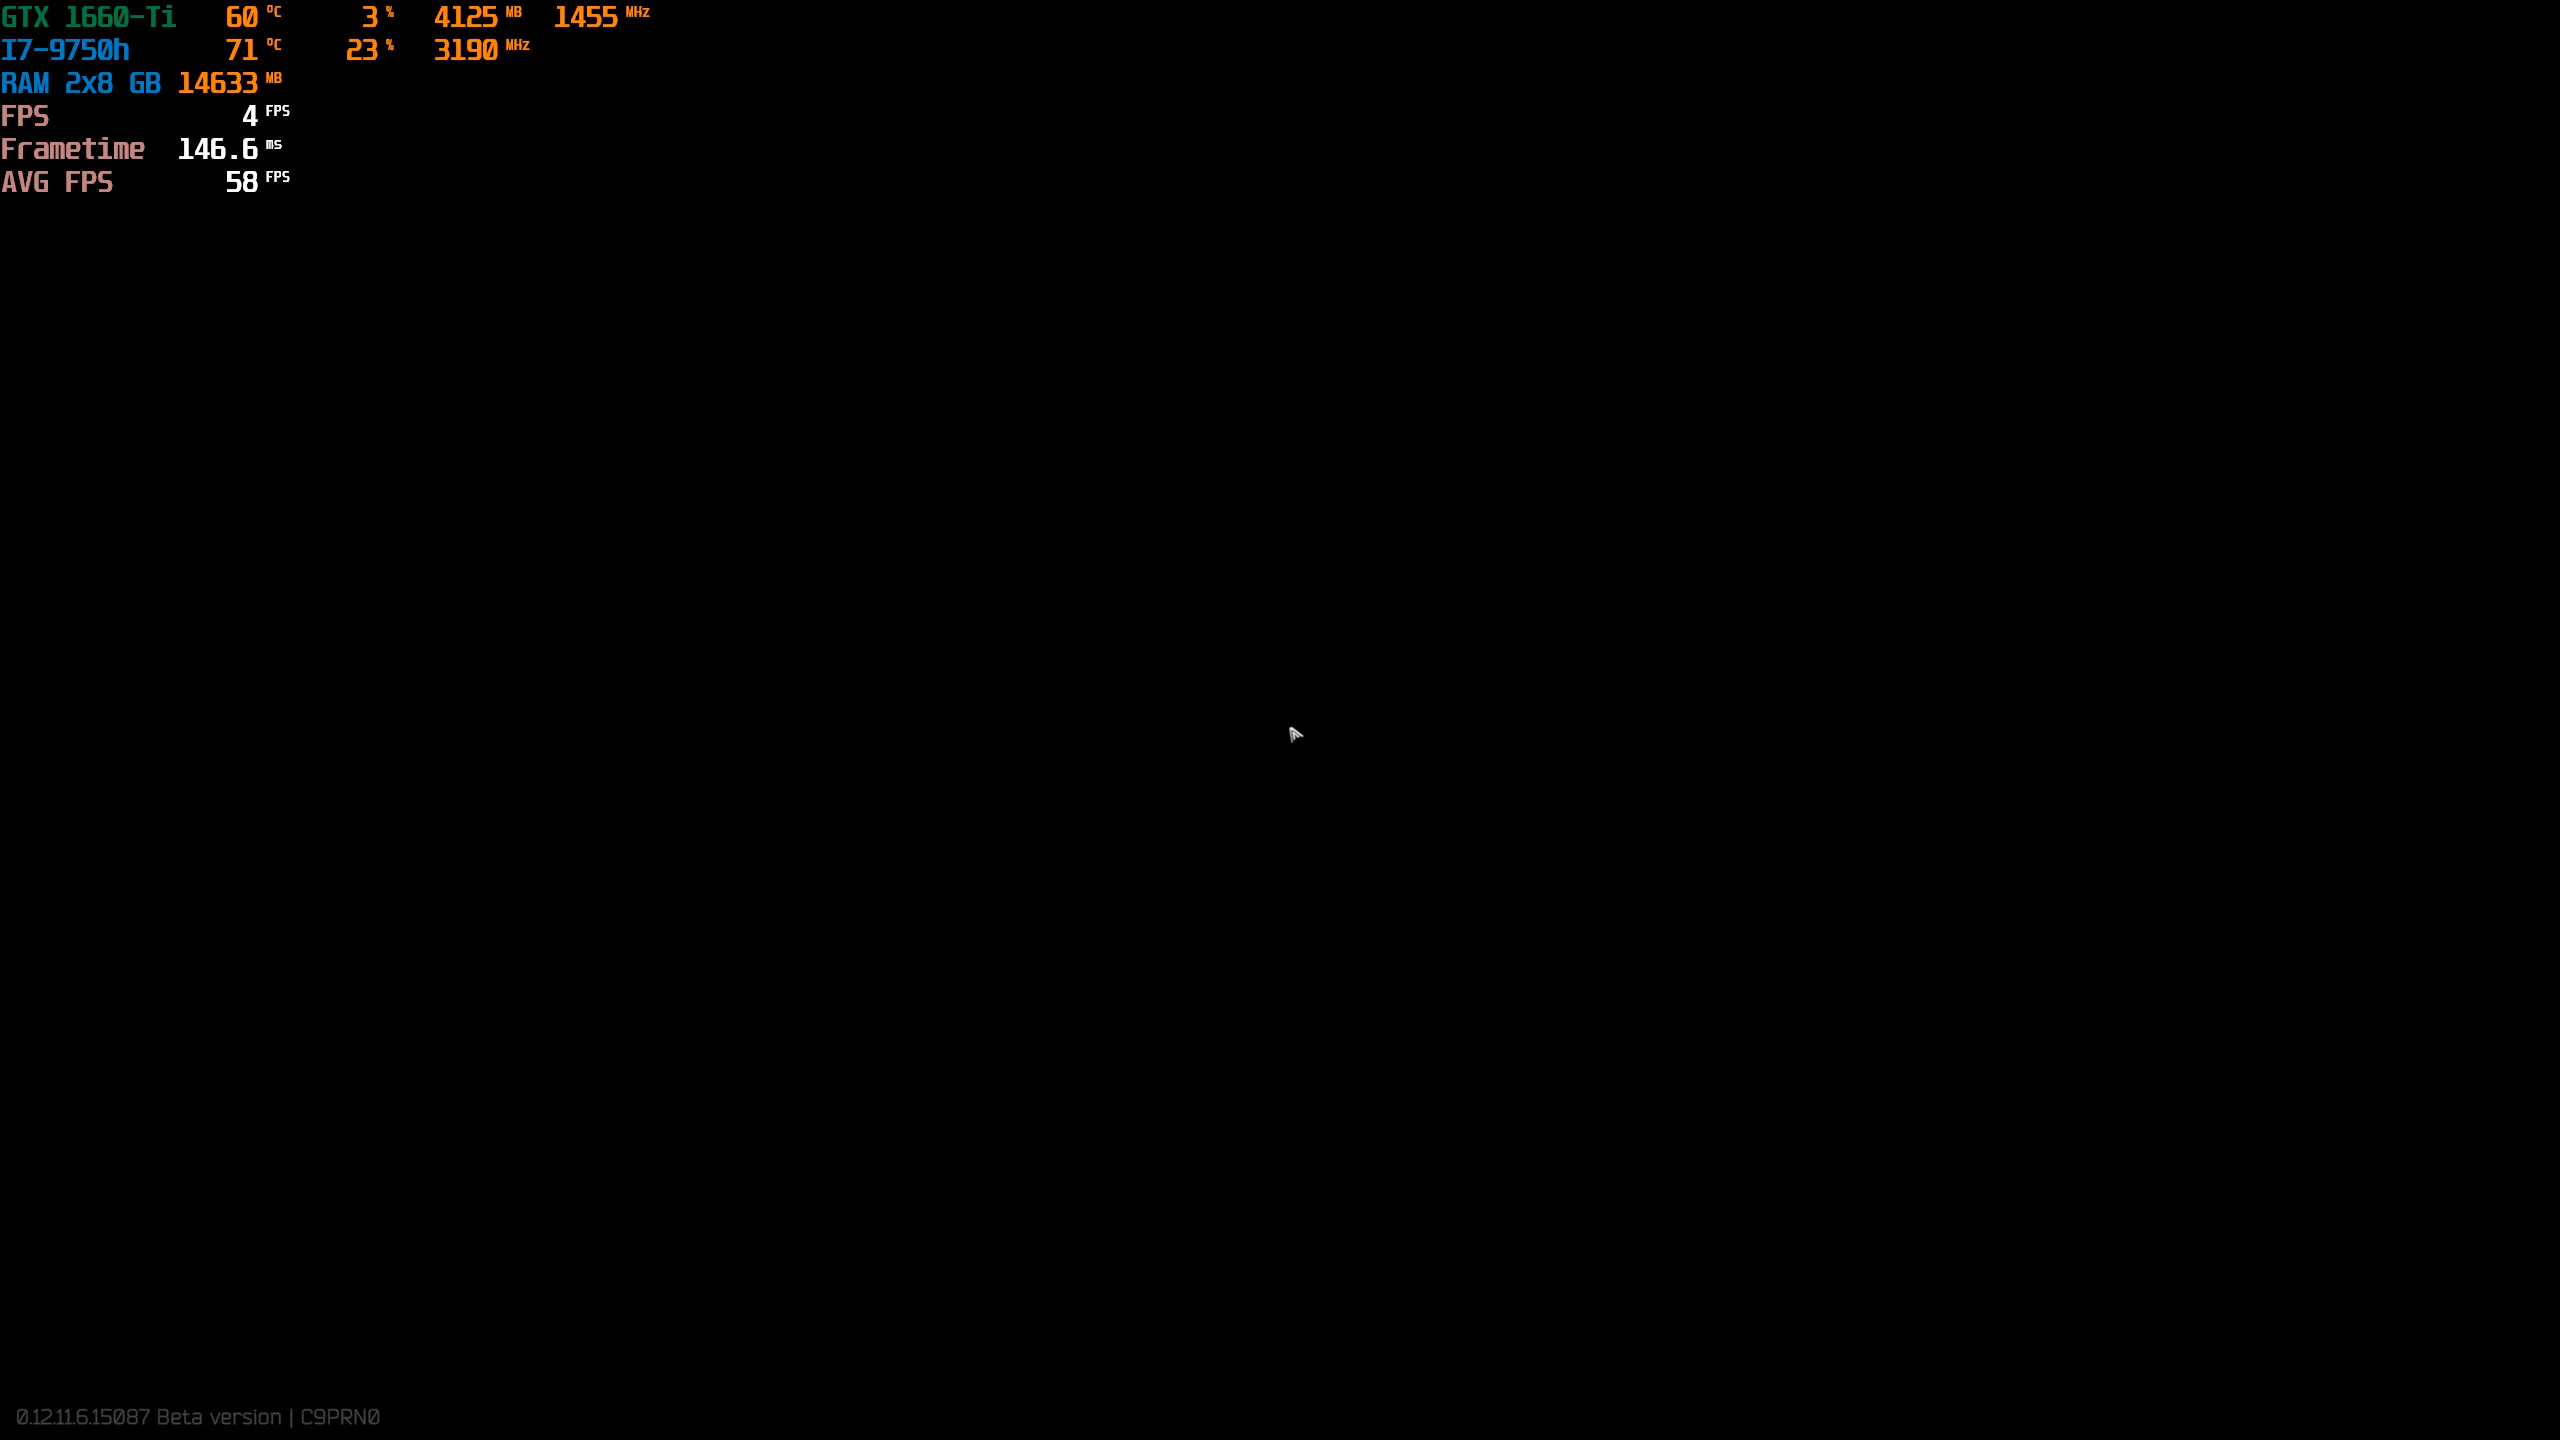 GTX 1660-Ti 60 °C 3 % 4125 MB 1455 MHz
I7-9750h 71 °C 23 % 3190 MHz
RAM 2x8 GB 14633 MB
FPS 4 FPS
Frametime 146.6 ms
AVG FPS 58 FPS
0.12.11.6.15087 Beta version | C9PRN0